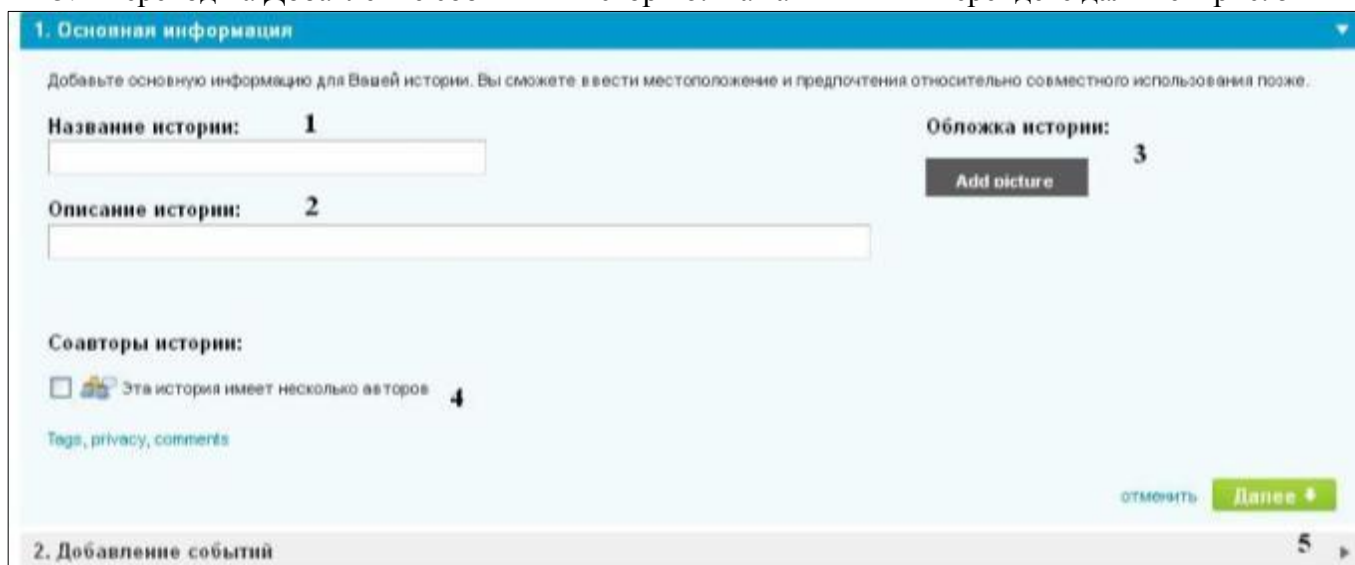 1. Основная информация
Добавьте основную информацию для Вашей истории. Вы сможете ввести местоположение и предпочтения относительно совместного использования позже.
Название истории: 1
Обложка истории: 3
Add picture
Описание истории: 2
Соавторы истории:
Эта история имеет несколько авторов 4
Tags, privacy, comments
отменить Далее
2. Добавление событий 5